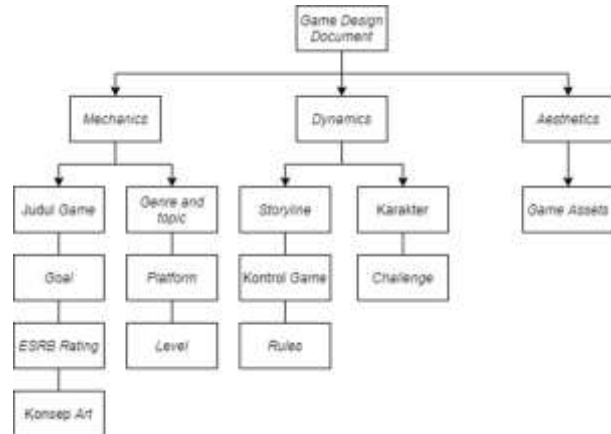 Game Design
Document
Mechanics
Dynamics
Aesthetics
Judul Game
Genre and
topic
Storyline
Karakter
Game Assets
Goal
Platform
Kontrol Game
Challenge
ESRB Rating
Level
Rules
Konsep Art